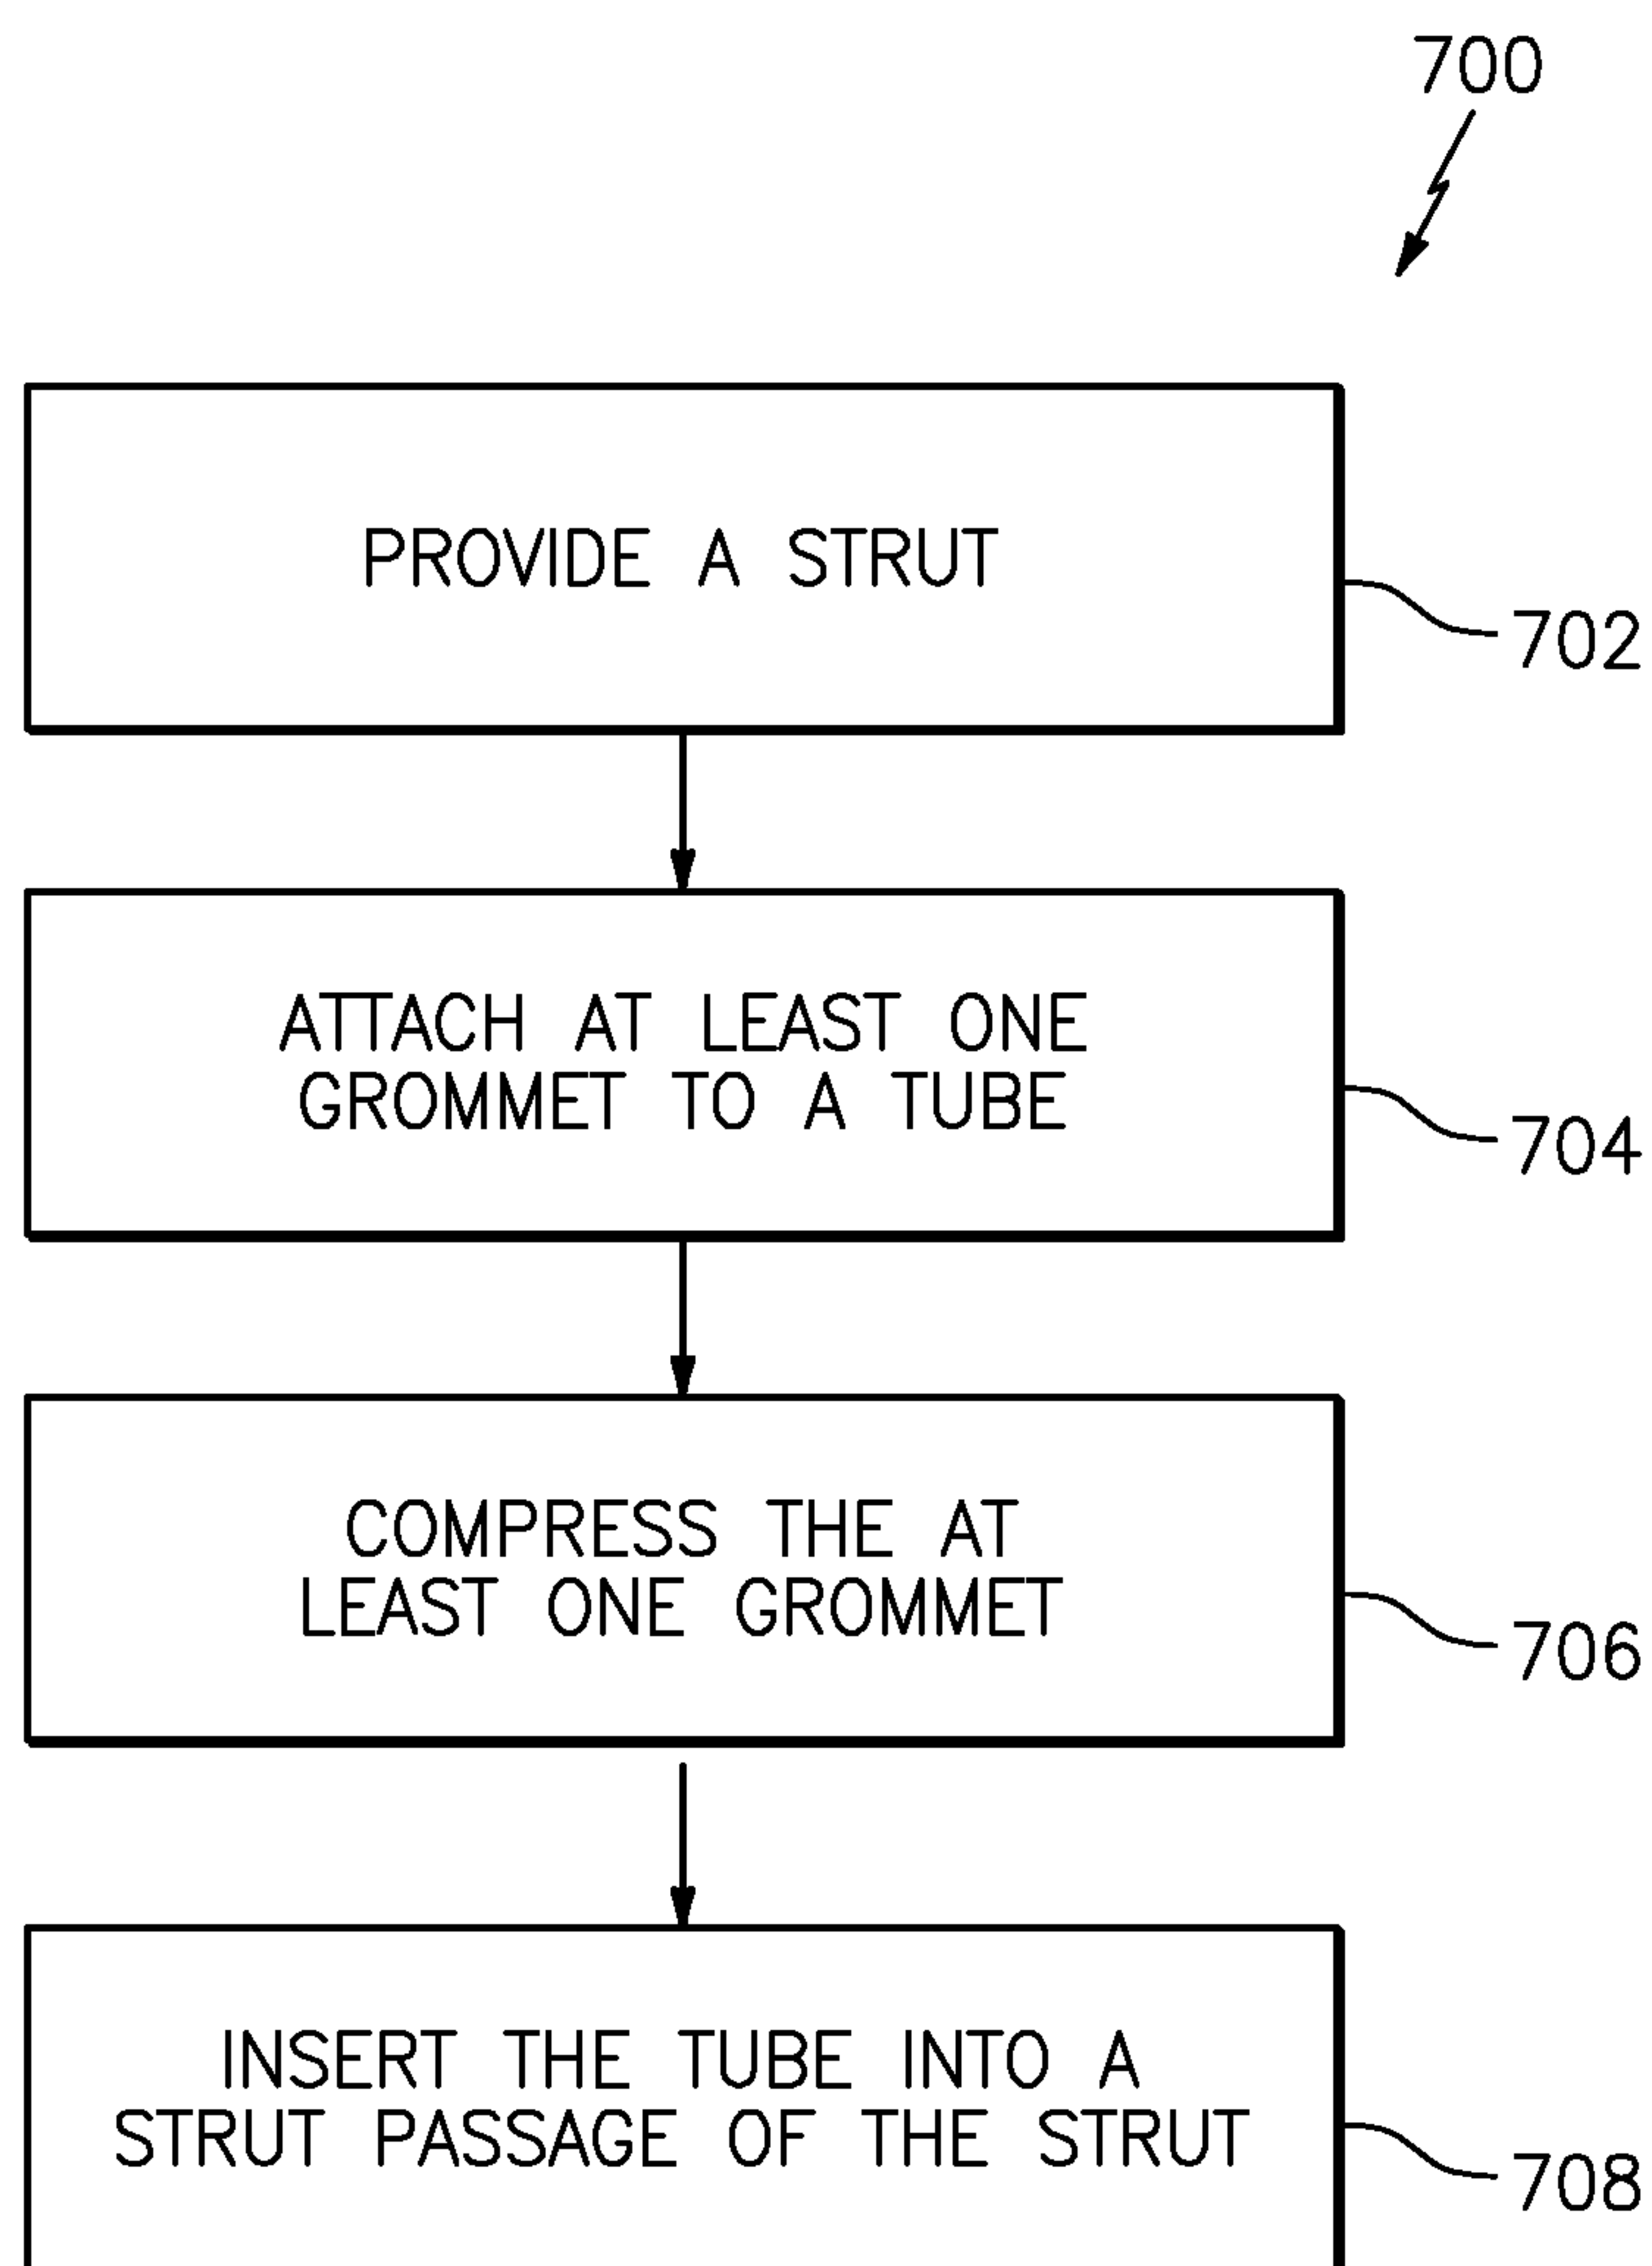 700
PROVIDE A STRUT
702
ATTACH AT LEAST ONE
GROMMET TO A TUBE
704
COMPRESS THE AT
LEAST ONE GROMMET
706
INSERT THE TUBE INTO A
STRUT PASSAGE OF THE STRUT
708